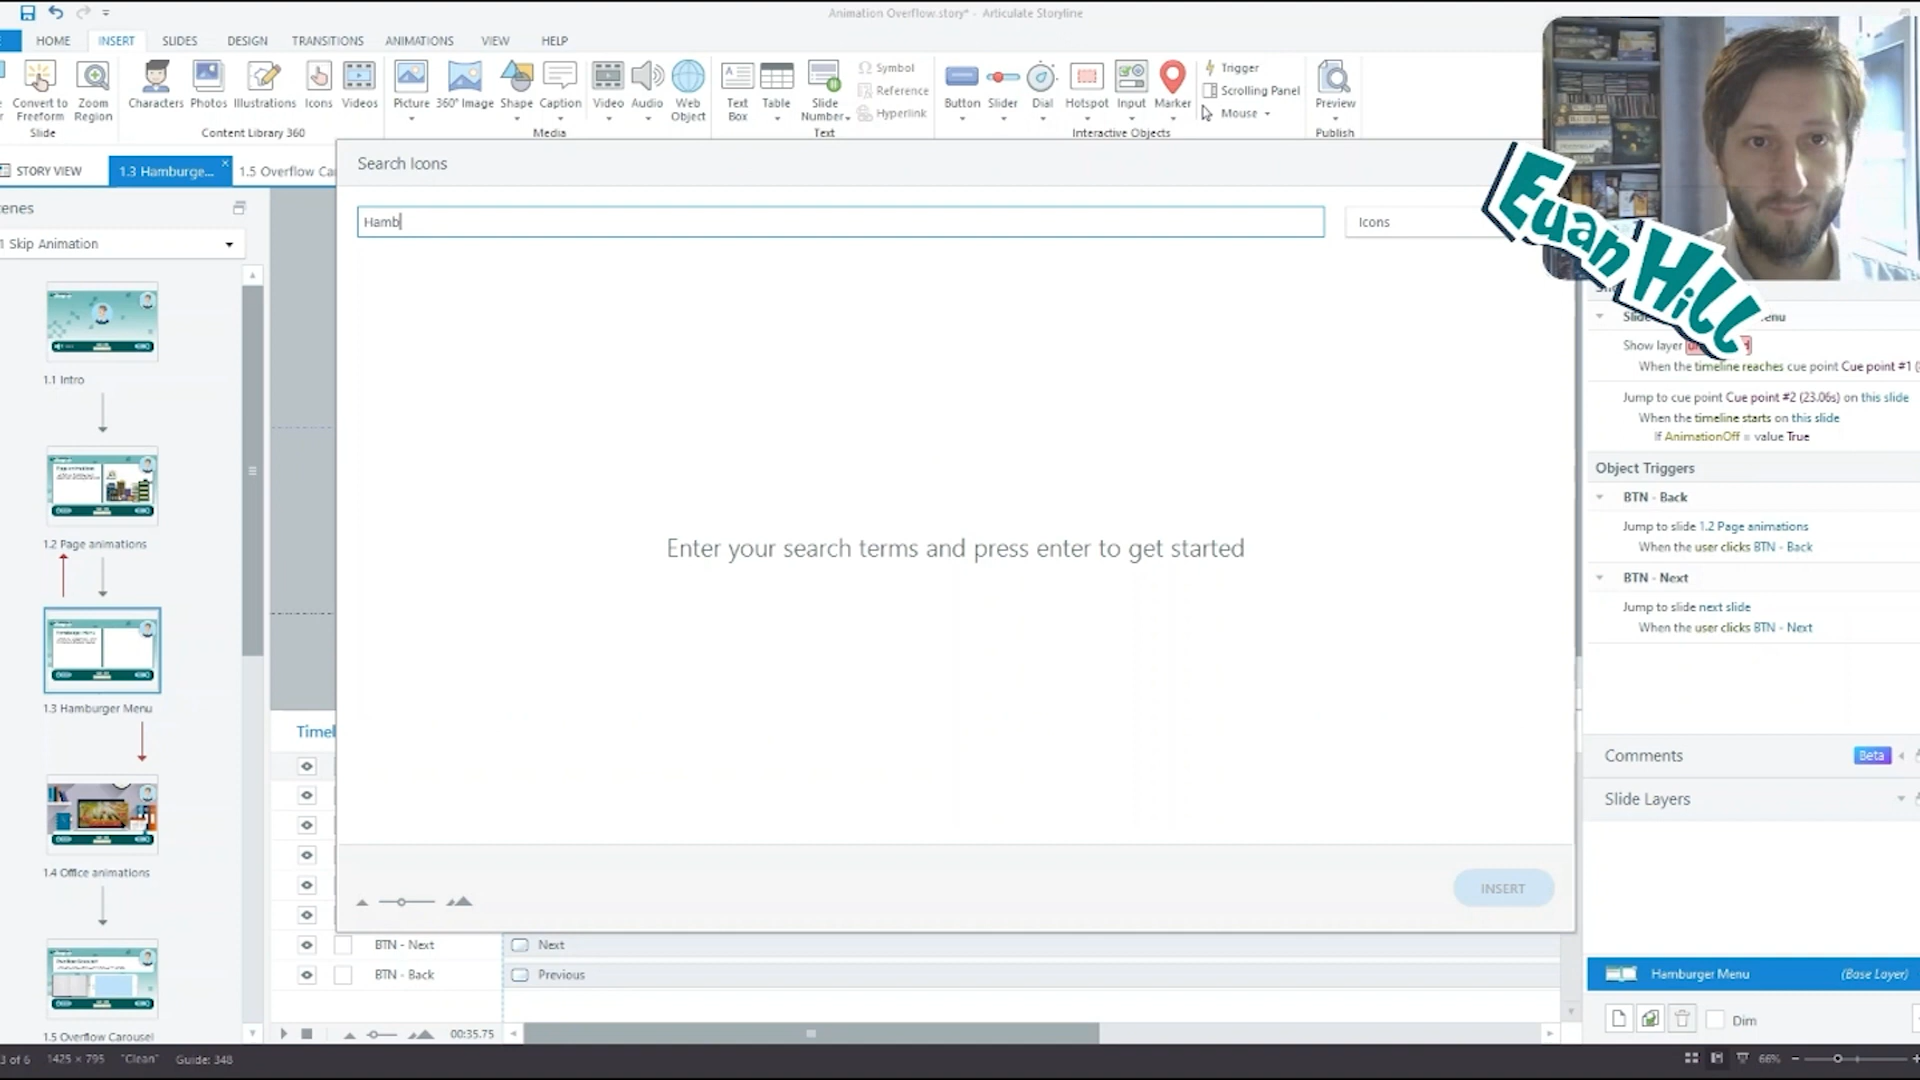 Animation Overflow.story* - Articulate Storyline
HOME INSERT SLIDES DESIGN TRANSITIONS ANIMATIONS VIEW HELP
Convert to Freeform
Zoom Region
Slide
Characters
Photos
Illustrations
Icons
Videos
Content Library 360
Picture
360° Image
Shape
Caption
Video
Audio
Web Object
Media
Text Box
Table
Slide Number
Symbol
Reference
Hyperlink
Text
Button
Slider
Dial
Hotspot
Input
Marker
Trigger
Scrolling Panel
Mouse
Interactive Objects
Preview
Publish
STORY VIEW
1.3 Hamburge...
1.5 Overflow Ca
Search Icons
Hamb
Icons
Euan Hill
enes
1 Skip Animation
1.1 Intro
1.2 Page animations
1.3 Hamburger Menu
1.4 Office animations
1.5 Overflow Carousel
Enter your search terms and press enter to get started
INSERT
Timel
BTN - Next
Next
BTN - Back
Previous
00:35.75
Show layer
When the timeline reaches cue point Cue point #1 (
Jump to cue point Cue point #2 (23.06s) on this slide
When the timeline starts on this slide
If AnimationOff = value True
Object Triggers
BTN - Back
Jump to slide 1.2 Page animations
When the user clicks BTN - Back
BTN - Next
Jump to slide next slide
When the user clicks BTN - Next
Comments
Beta
Slide Layers
Hamburger Menu
(Base Layer)
Dim
3 of 6
1425 × 795
"Clean"
Guide: 348
66%